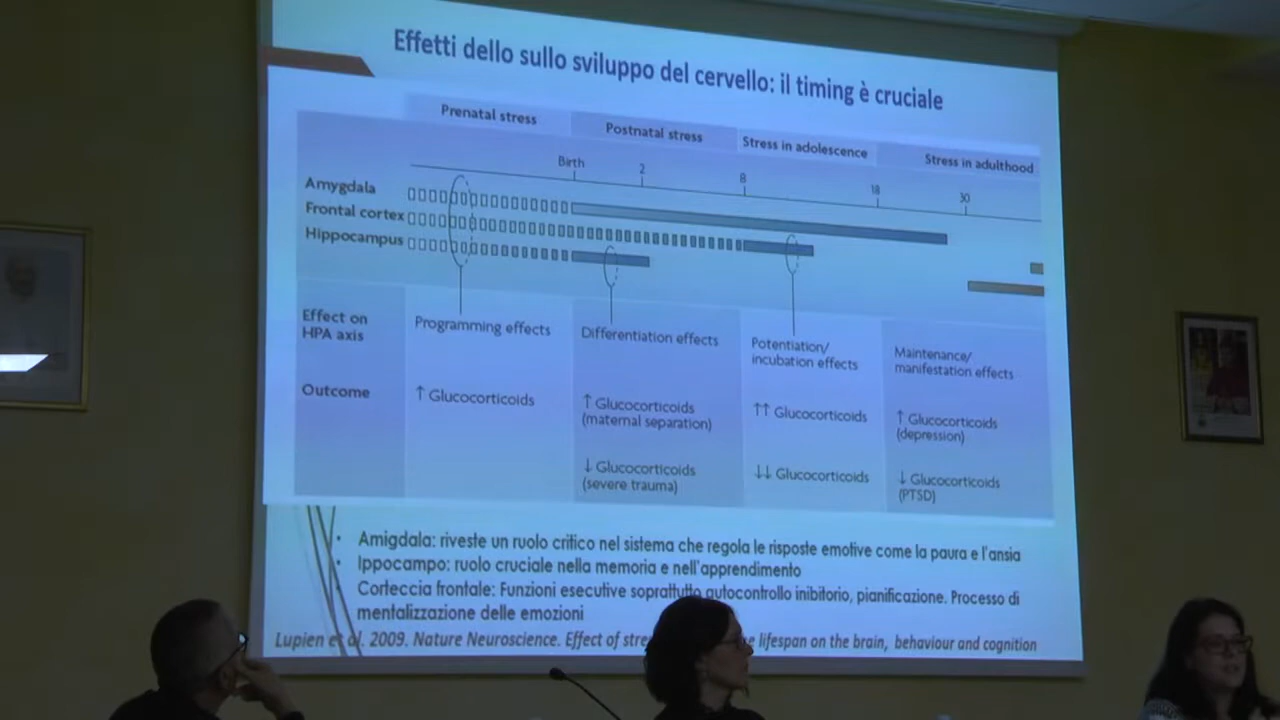 Effetti dello sullo sviluppo del cervello: il timing è cruciale
Prenatal stress
Postnatal stress
Stress in adolescence
Stress in adulthood
Birth
2
8
18
30
Amygdala
Frontal cortex
Hippocampus
Effect on
HPA axis
Programming effects
Differentiation effects
Potentiation/
incubation effects
Maintenance/
manifestation effects
Outcome
↑ Glucocorticoids
↑ Glucocorticoids
(maternal separation)
↑↑ Glucocorticoids
↑ Glucocorticoids
(depression)
↓ Glucocorticoids
(severe trauma)
↓↓ Glucocorticoids
↓ Glucocorticoids
(PTSD)
• Amigdala: riveste un ruolo critico nel sistema che regola le risposte emotive come la paura e l'ansia
• Ippocampo: ruolo cruciale nella memoria e nell'apprendimento
Corteccia frontale: Funzioni esecutive soprattutto autocontrollo inibitorio, pianificazione. Processo di
mentalizzazione delle emozioni
Lupien et al. 2009. Nature Neuroscience. Effect of lifespan on the brain, behaviour and cognition